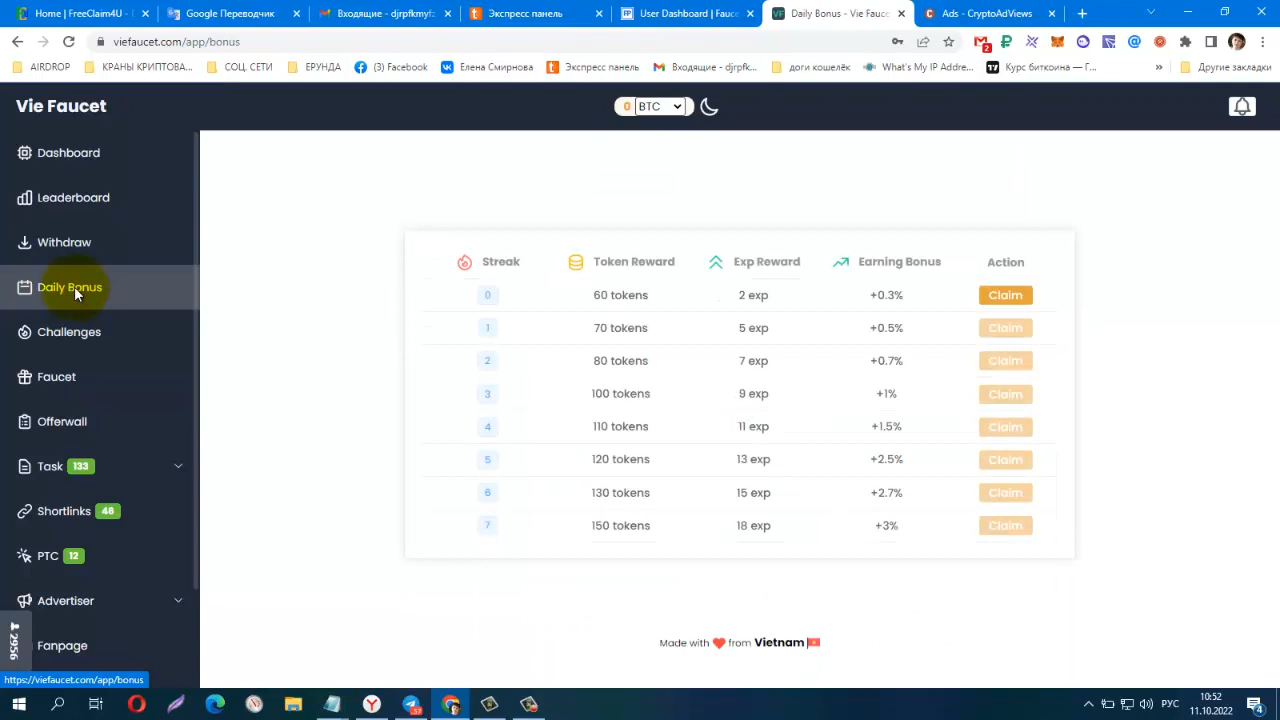 Home | FreeClaim4U - [
Google Переводчик
Входящие - djrpfkmyfz
Экспресс панель
User Dashboard | Fauce
Daily Bonus - Vie Fauce
Ads - CryptoAdViews
viefaucet.com/app/bonus
2
AIRDROP
КРАНЫ КРИПТОВА...
СОЦ. СЕТИ
ЕРУНДА
(3) Facebook
Елена Смирнова
Экспресс панель
Входящие - djrpfk...
доги кошелёк
What's My IP Addre...
Курс биткоина — Г...
»
Другие закладки
Vie Faucet
0 BTC
Dashboard
Leaderboard
Withdraw
Daily Bonus
Challenges
Faucet
Offerwall
Task 133
Shortlinks 48
PTC 12
Advertiser
Fanpage
2956
Streak Token Reward Exp Reward Earning Bonus Action
0 60 tokens 2 exp +0.3% Claim
1 70 tokens 5 exp +0.5% Claim
2 80 tokens 7 exp +0.7% Claim
3 100 tokens 9 exp +1% Claim
4 110 tokens 11 exp +1.5% Claim
5 120 tokens 13 exp +2.5% Claim
6 130 tokens 15 exp +2.7% Claim
7 150 tokens 18 exp +3% Claim
Made with from Vietnam
https://viefaucet.com/app/bonus
РУС
10:52
11.10.2022
4